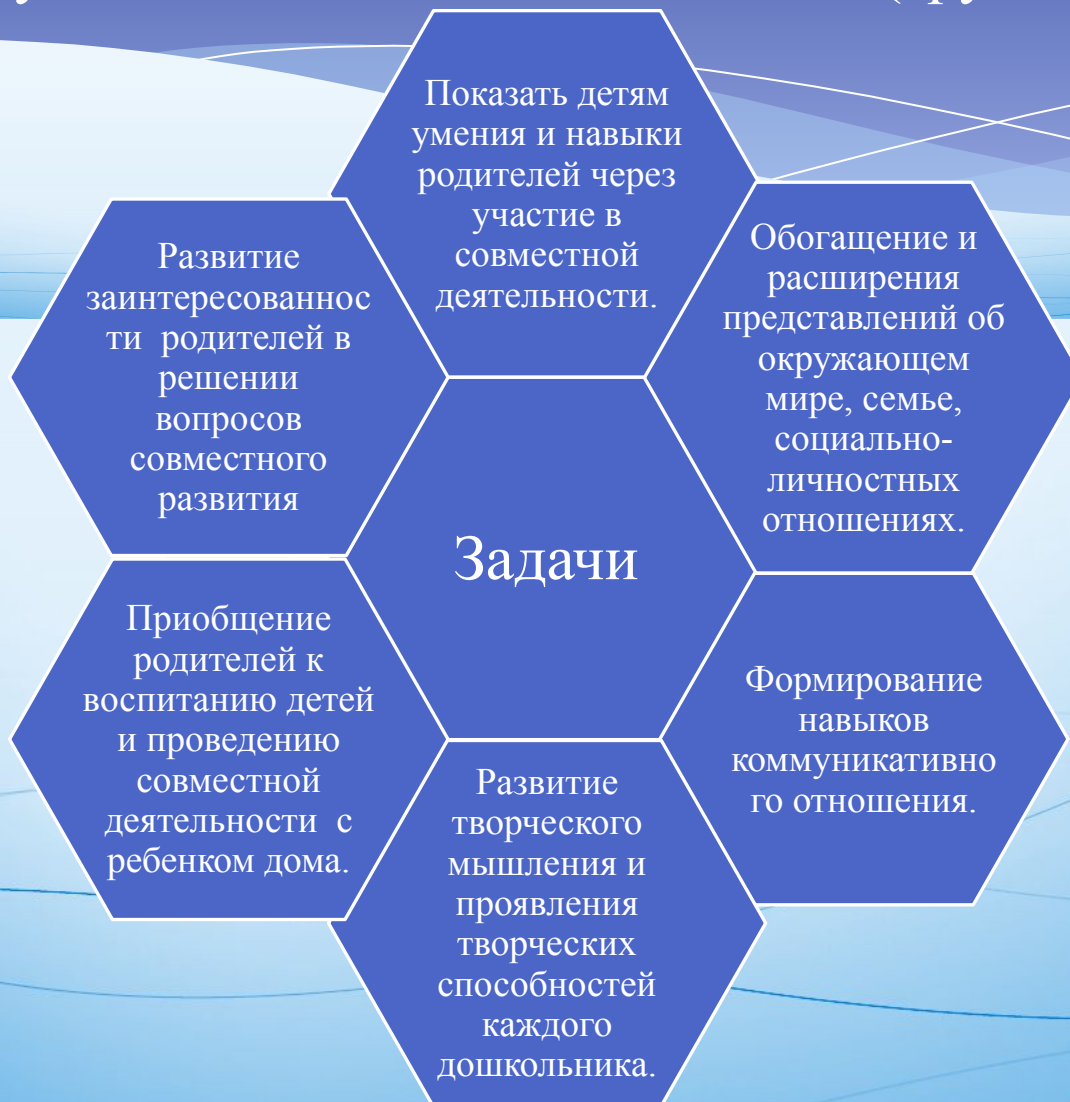 Показать детям
умения и навыки
родителей через
участие в
совместной
деятельности.
Обогащение и
расширения
представлений об
окружающем
мире, семье,
социально-
личностных
отношениях.
Формирование
навыков
коммуникативно
го отношения.
Развитие
творческого
мышления и
проявления
творческих
способностей
каждого
дошкольника.
Приобщение
родителей к
воспитанию детей
и проведению
совместной
деятельности с
ребенком дома.
Развитие
заинтересованнос
ти родителей в
решении
вопросов
совместного
развития
Задачи